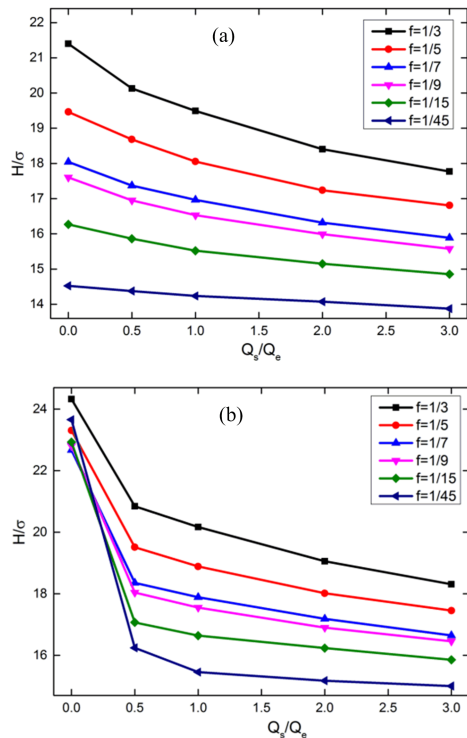 (a)
f=1/3
f=1/5
f=1/7
f=1/9
f=1/15
f=1/45
22
21
20
19
18
17
16
15
14
H/σ
0.0 0.5 1.0 1.5 2.0 2.5 3.0
Qs/Qe
(b)
f=1/3
f=1/5
f=1/7
f=1/9
f=1/15
f=1/45
24
22
20
18
16
H/σ
0.0 0.5 1.0 1.5 2.0 2.5 3.0
Qs/Qe